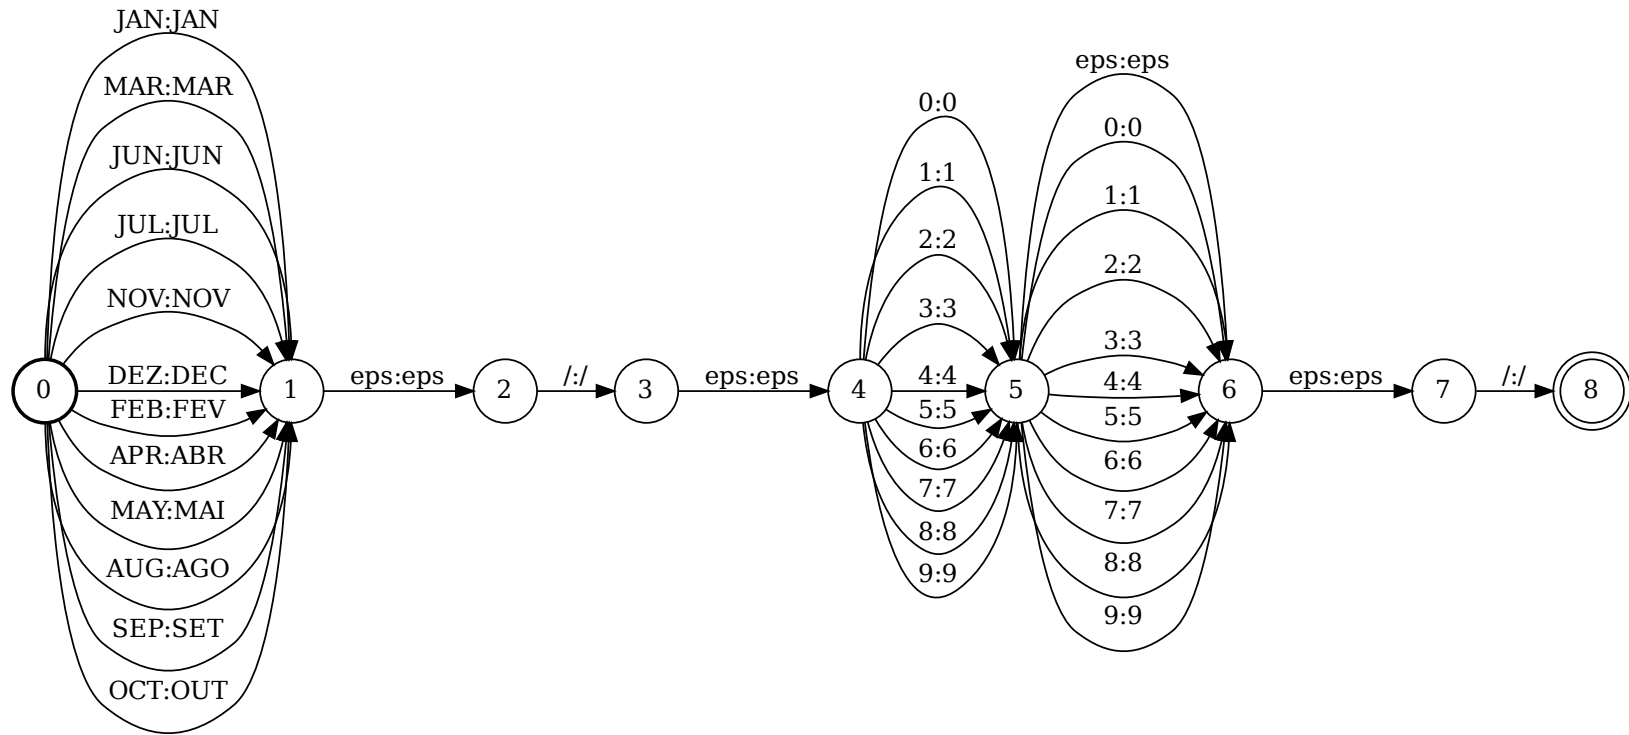 JAN:JAN
MAR:MAR
JUN:JUN
JUL:JUL
NOV:NOV
DEZ:DEC
FEB:FEV
APR:ABR
MAY:MAI
AUG:AGO
SEP:SET
OCT:OUT
0
1
eps:eps
2
/:/
3
eps:eps
4
0:0
1:1
2:2
3:3
4:4
5:5
6:6
7:7
8:8
9:9
5
eps:eps
0:0
1:1
2:2
3:3
4:4
5:5
6:6
7:7
8:8
9:9
6
eps:eps
7
/:/
8